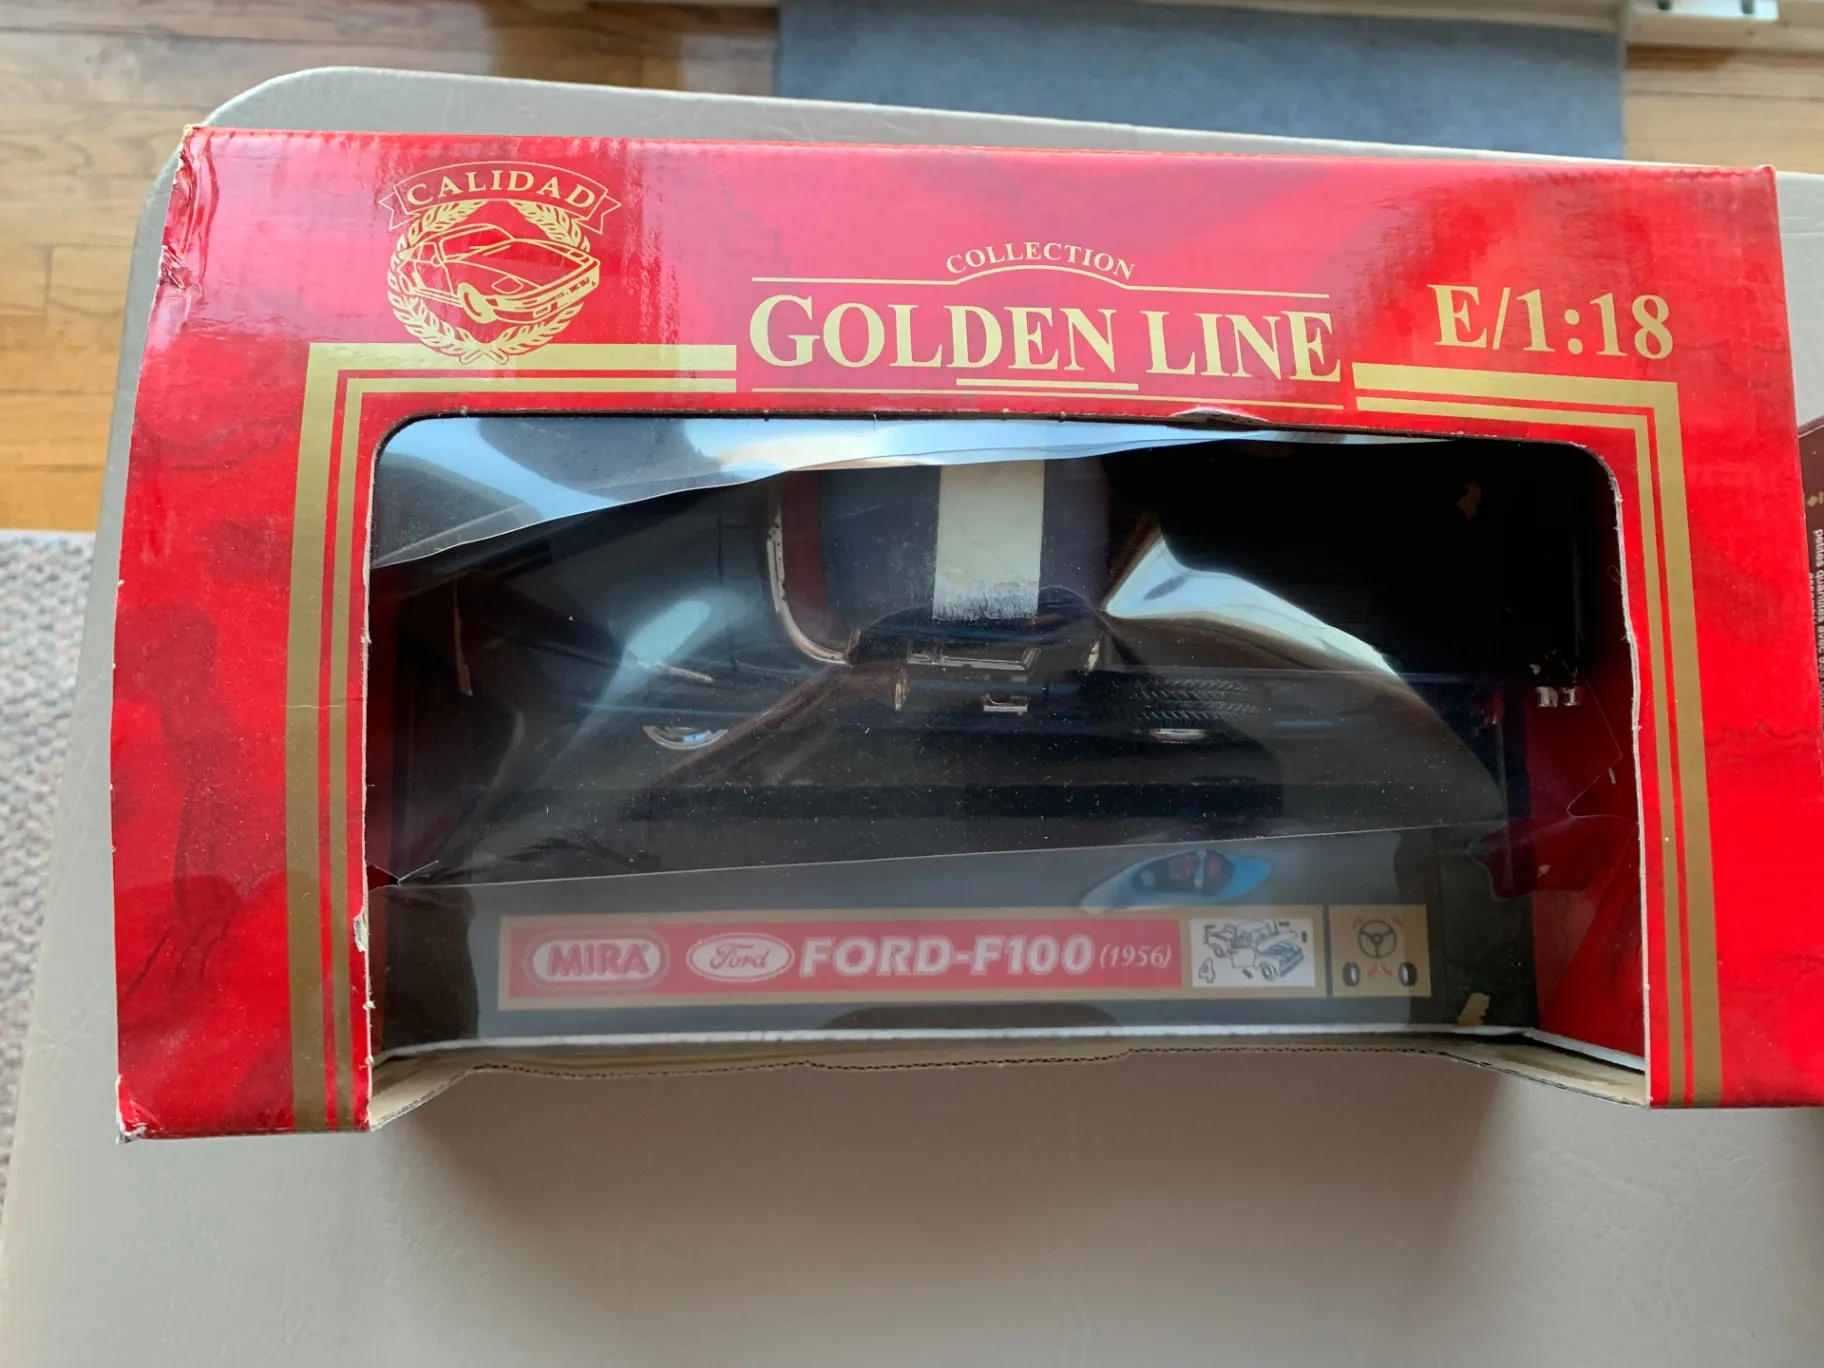 CALIDAD
COLLECTION
GOLDEN LINE
E/1:18
MIRA® Ford FORD-F100 (1956)
4